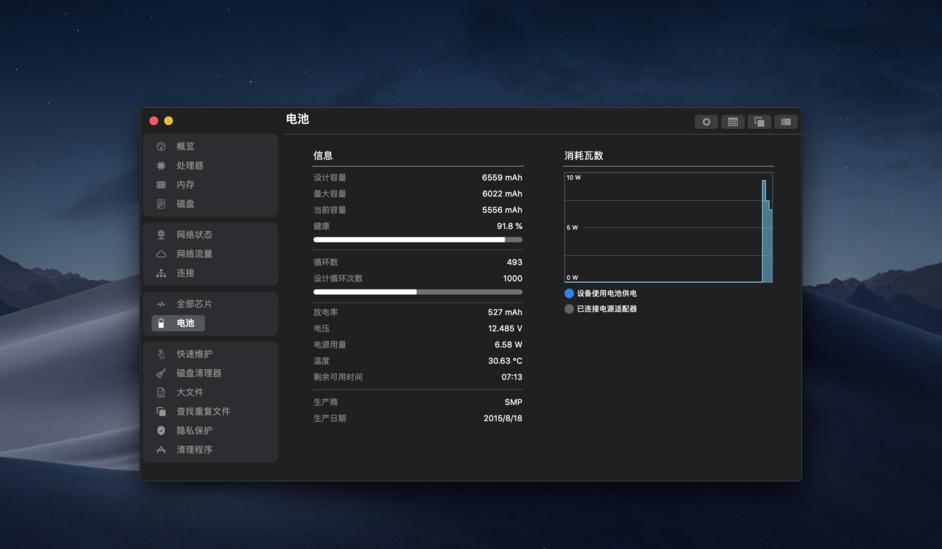 电池
概览
处理器
内存
磁盘
网络状态
网络流量
连接
全部芯片
电池
快速维护
磁盘清理器
大文件
查找重复文件
隐私保护
清理程序
信息
设计容量 6559 mAh
最大容量 6022 mAh
当前容量 5556 mAh
健康 91.8 %
循环数 493
设计循环次数 1000
放电率 527 mAh
电压 12.485 V
电源用量 6.58 W
温度 30.63 °C
剩余可用时间 07:13
生产商 SMP
生产日期 2015/8/18
消耗瓦数
10 W
5 W
0 W
设备使用电池供电
已连接电源适配器